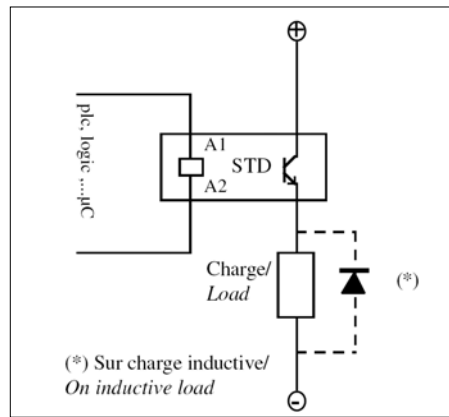 +
plc, logic ,....µC
A1
STD
A2
Charge/
Load
(*)
(*) Sur charge inductive/
On inductive load
-